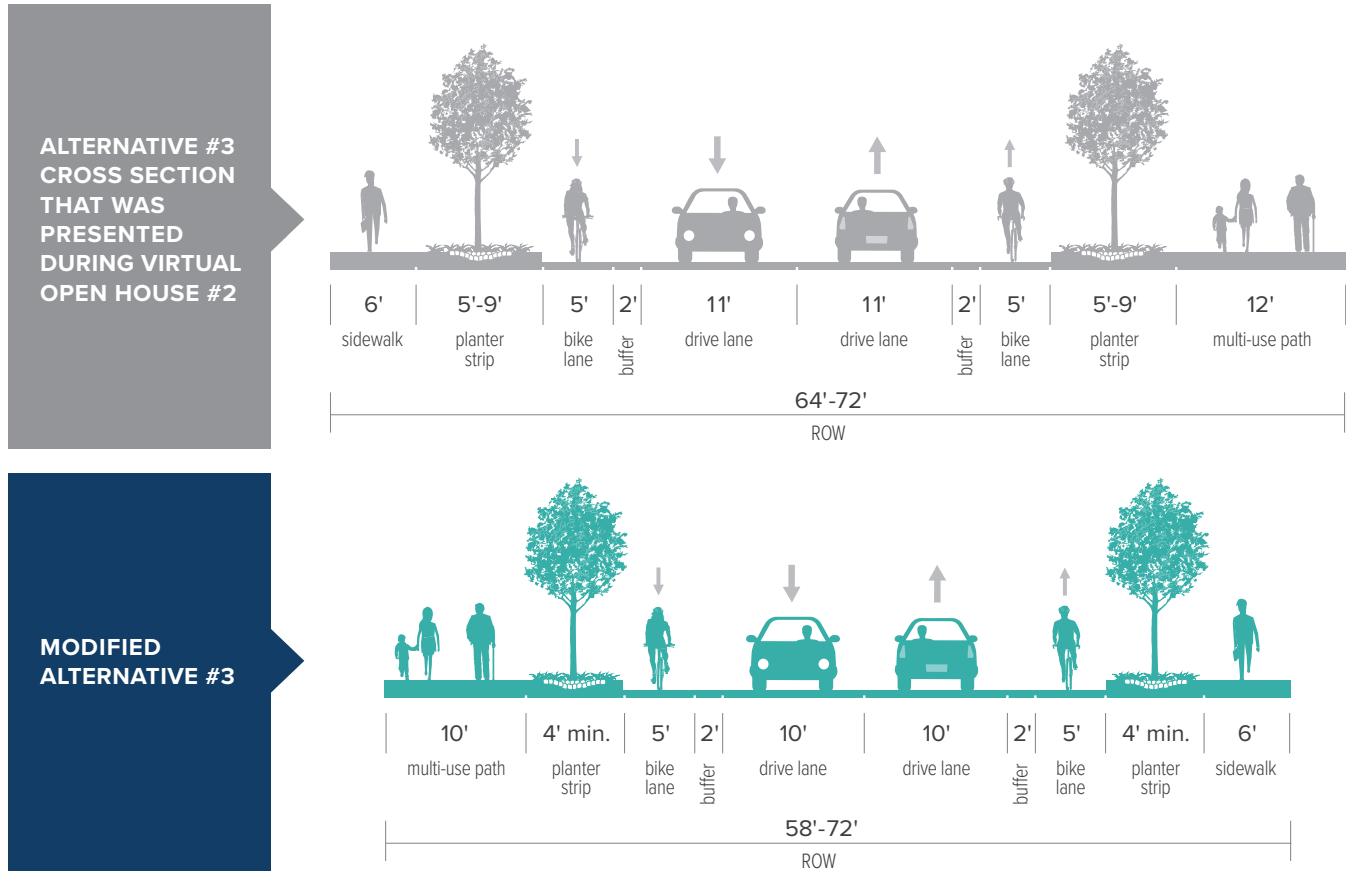 ALTERNATIVE #3
CROSS SECTION
THAT WAS
PRESENTED
DURING VIRTUAL
OPEN HOUSE #2
6' 5'-9' 5' 2' 11' 11' 2' 5' 5'-9' 12'
sidewalk planter strip bike lane buffer drive lane drive lane buffer bike lane planter strip multi-use path
64'-72'
ROW
MODIFIED
ALTERNATIVE #3
10' 4' min. 5' 2' 10' 10' 2' 5' 4' min. 6'
multi-use path planter strip bike lane buffer drive lane drive lane buffer bike lane planter strip sidewalk
58'-72'
ROW